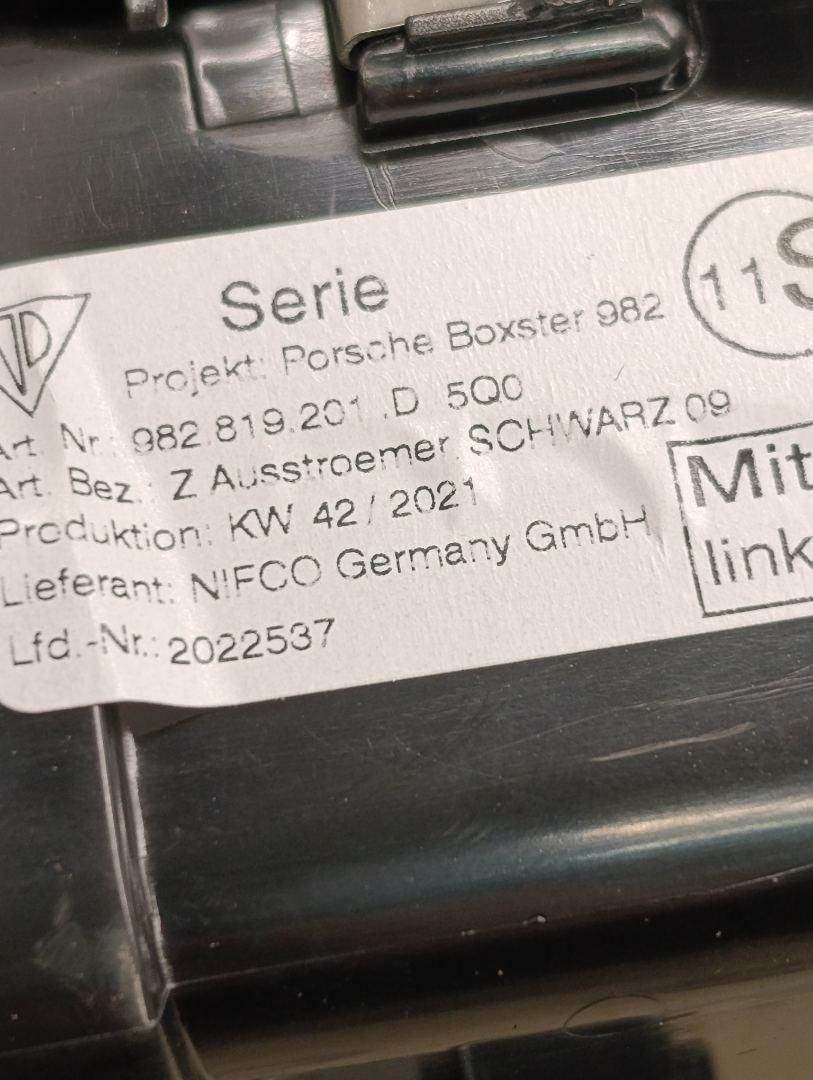 Serie
11S
Projekt: Porsche Boxster 982
Art. Nr.: 982.819.201 .D 5Q0
Art. Bez.: Z Ausstroemer SCHWARZ 09
Mit
Produktion: KW 42 / 2021
link
Lieferant: NIFCO Germany GmbH
Lfd.-Nr.: 2022537